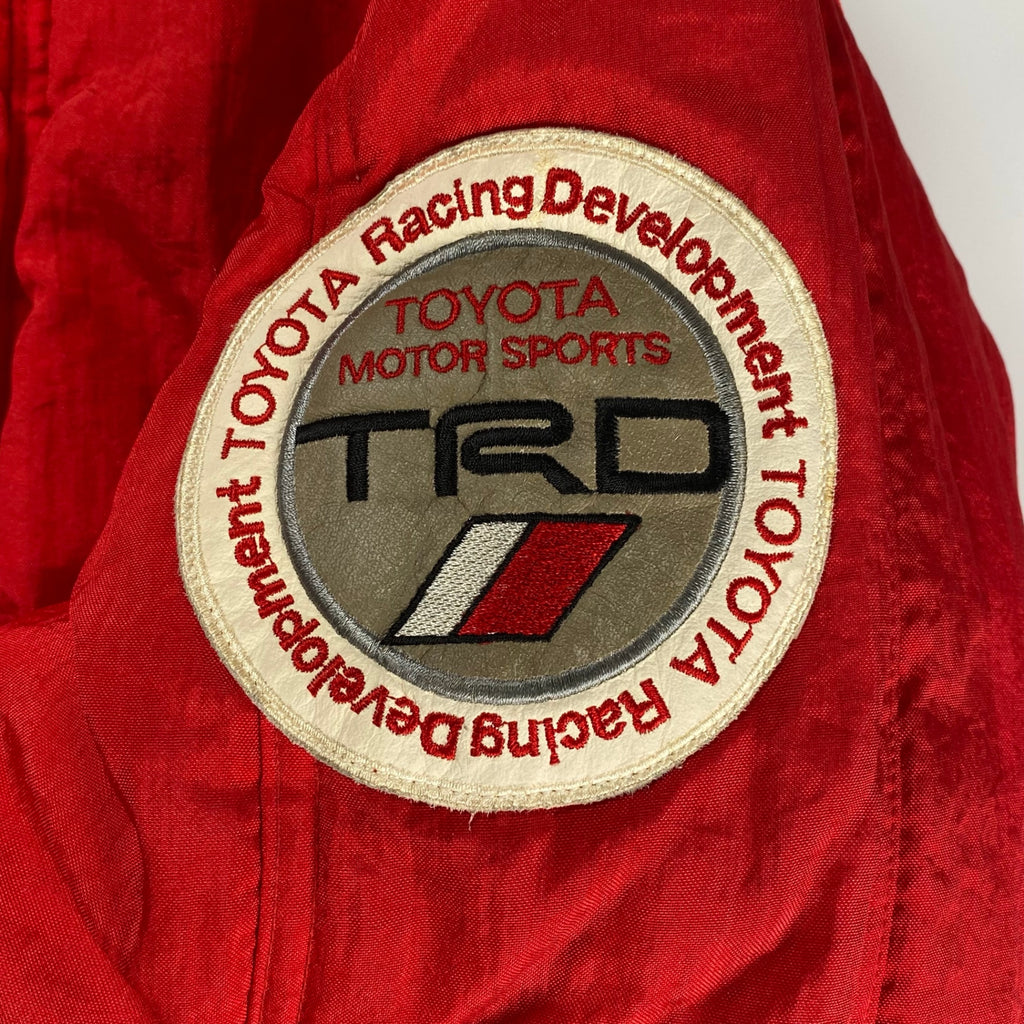 TOYOTA Racing Development TOYOTA Racing Development
TOYOTA
MOTOR SPORTS
TRD